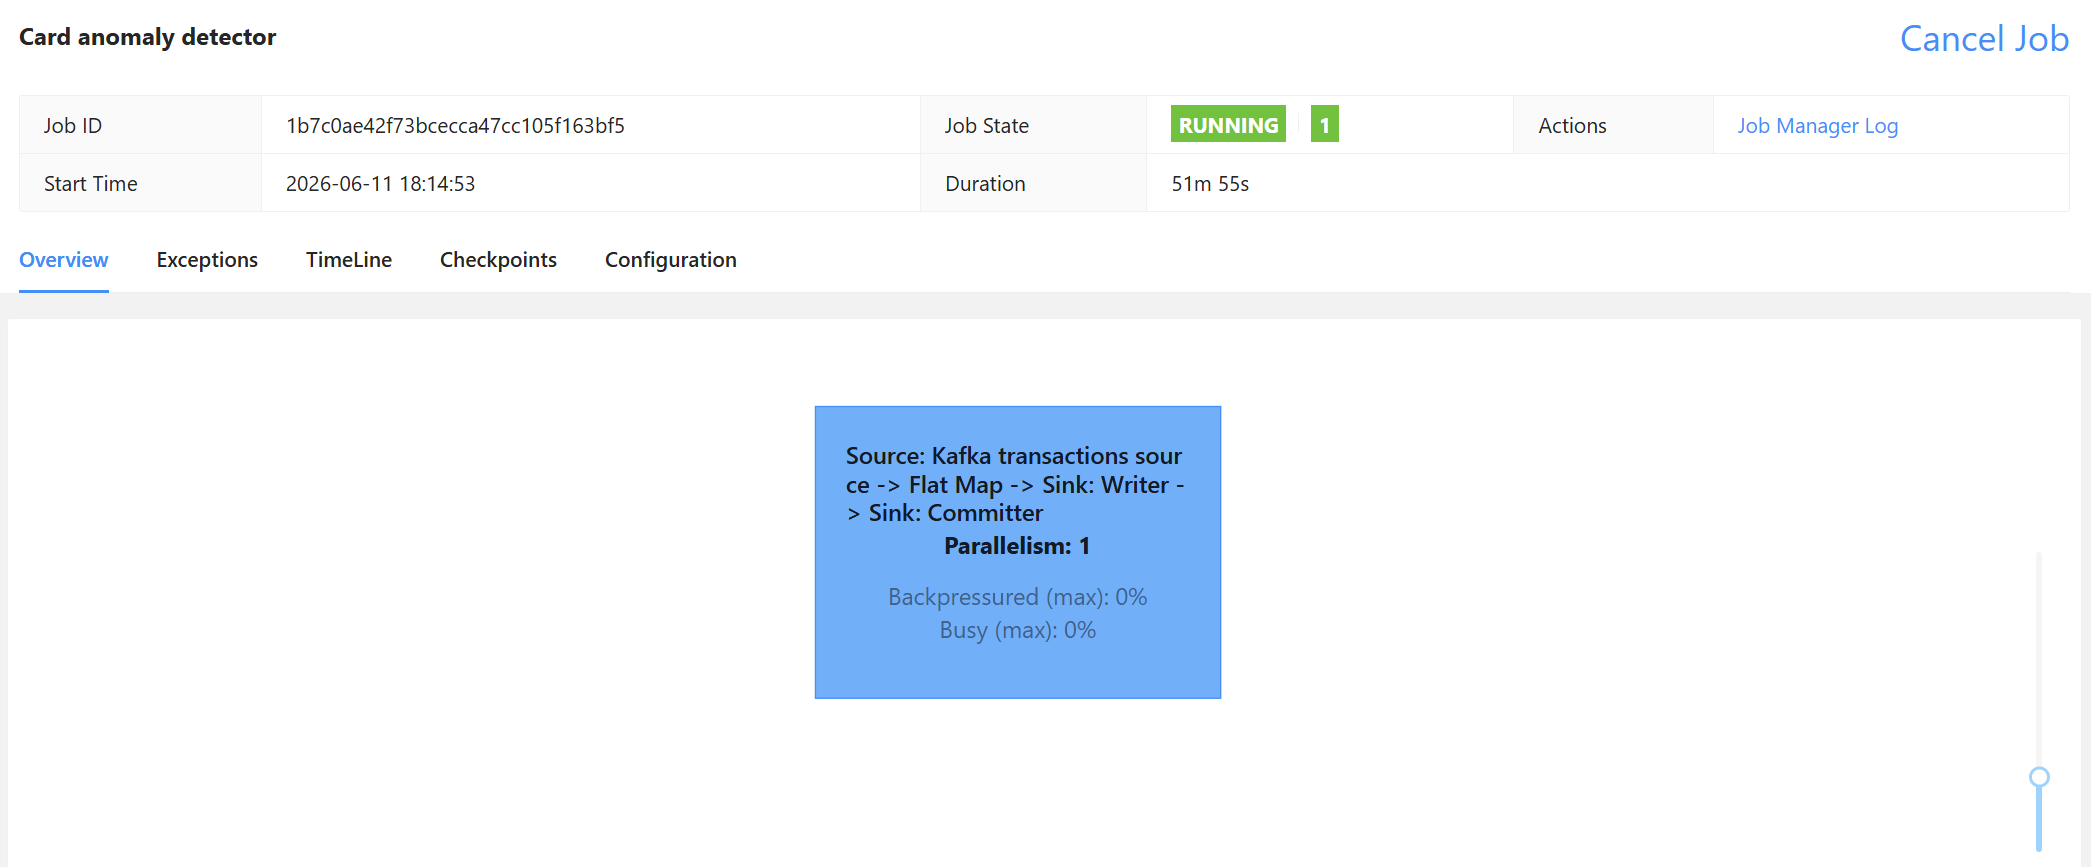 Card anomaly detector
Cancel Job
Job ID
1b7c0ae42f73bcecca47cc105f163bf5
Job State
RUNNING
1
Actions
Job Manager Log
Start Time
2026-06-11 18:14:53
Duration
51m 55s
Overview
Exceptions
TimeLine
Checkpoints
Configuration
Source: Kafka transactions sour
ce -> Flat Map -> Sink: Writer -
> Sink: Committer
Parallelism: 1
Backpressured (max): 0%
Busy (max): 0%